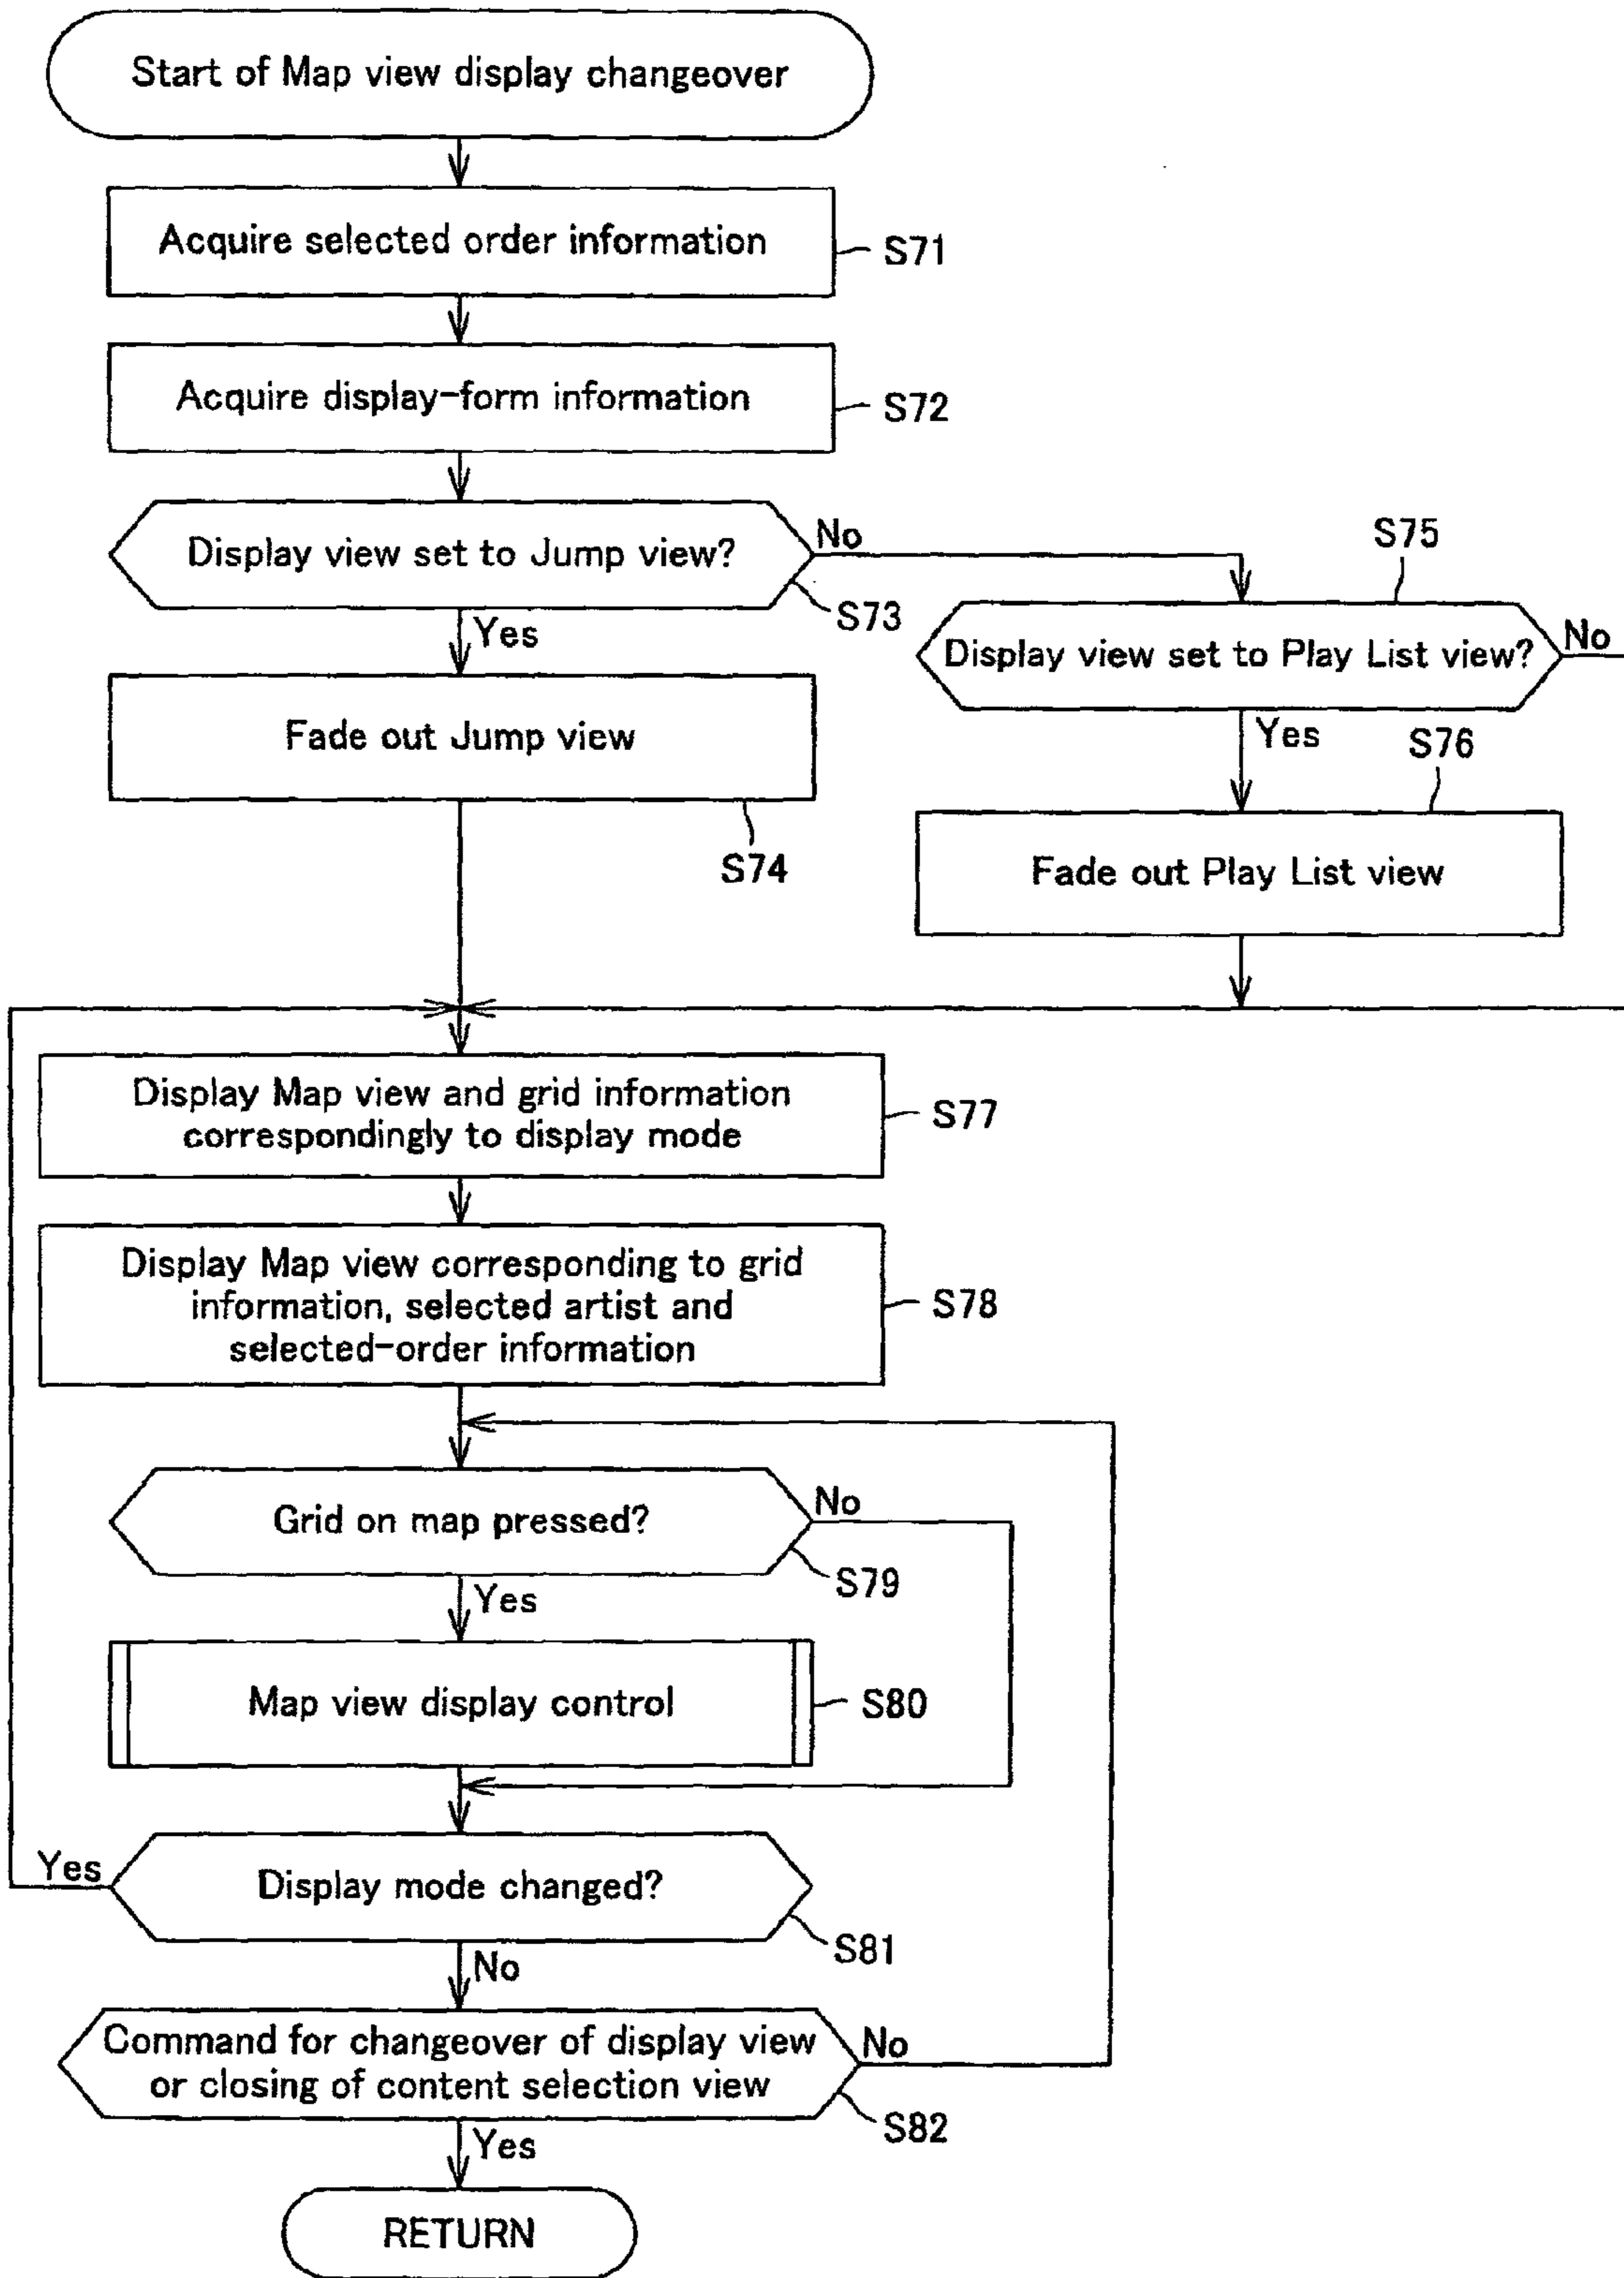 Start of Map view display changeover
Acquire selected order information
S71
Acquire display-form information
S72
Display view set to Jump view?
No
S73
Yes
S75
Display view set to Play List view?
No
Yes
S76
Fade out Jump view
S74
Fade out Play List view
Display Map view and grid information
correspondingly to display mode
S77
Display Map view corresponding to grid
information, selected artist and
selected-order information
S78
Grid on map pressed?
No
S79
Yes
Map view display control
S80
Yes
Display mode changed?
S81
No
Command for changeover of display view
or closing of content selection view
No
S82
Yes
RETURN